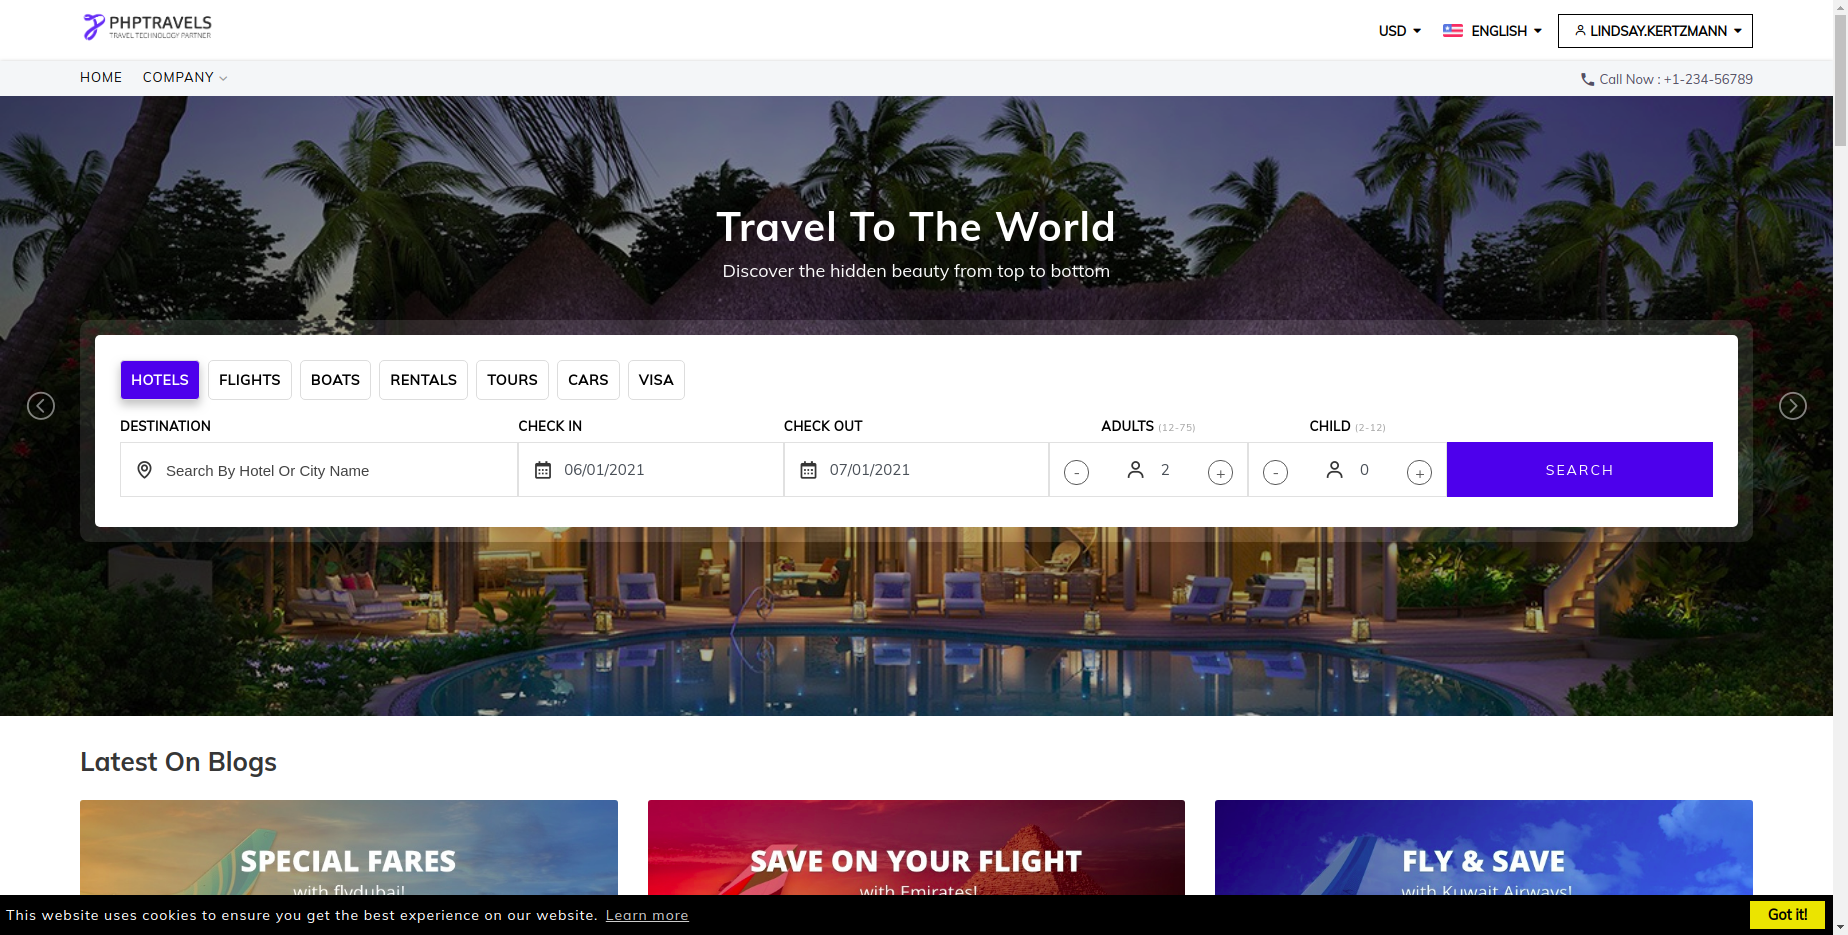 PHPTRAVELS
TRAVEL TECHNOLOGY PARTNER
USD
ENGLISH
LINDSAY.KERTZMANN
HOME
COMPANY
Call Now : +1-234-56789
Travel To The World
Discover the hidden beauty from top to bottom
HOTELS
FLIGHTS
BOATS
RENTALS
TOURS
CARS
VISA
DESTINATION
CHECK IN
CHECK OUT
ADULTS (12-75)
CHILD (2-12)
Search By Hotel Or City Name
06/01/2021
07/01/2021
- 2 +
- 0 +
SEARCH
Latest On Blogs
SPECIAL FARES
with flydubai!
SAVE ON YOUR FLIGHT
with Emirates!
FLY & SAVE
with Kuwait Airways!
This website uses cookies to ensure you get the best experience on our website. Learn more
Got it!